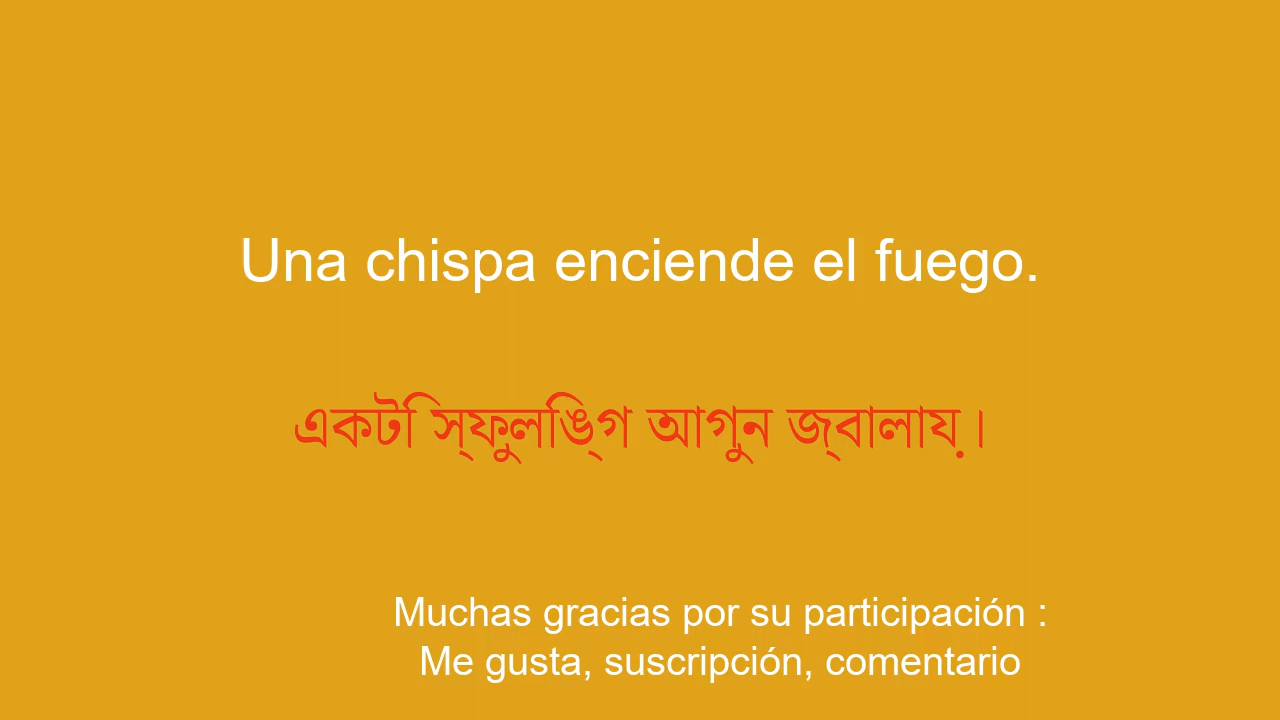 Una chispa enciende el fuego.
একটি স্ফুলিঙ্গ আগুন জ্বালায়।
Muchas gracias por su participación :
Me gusta, suscripción, comentario